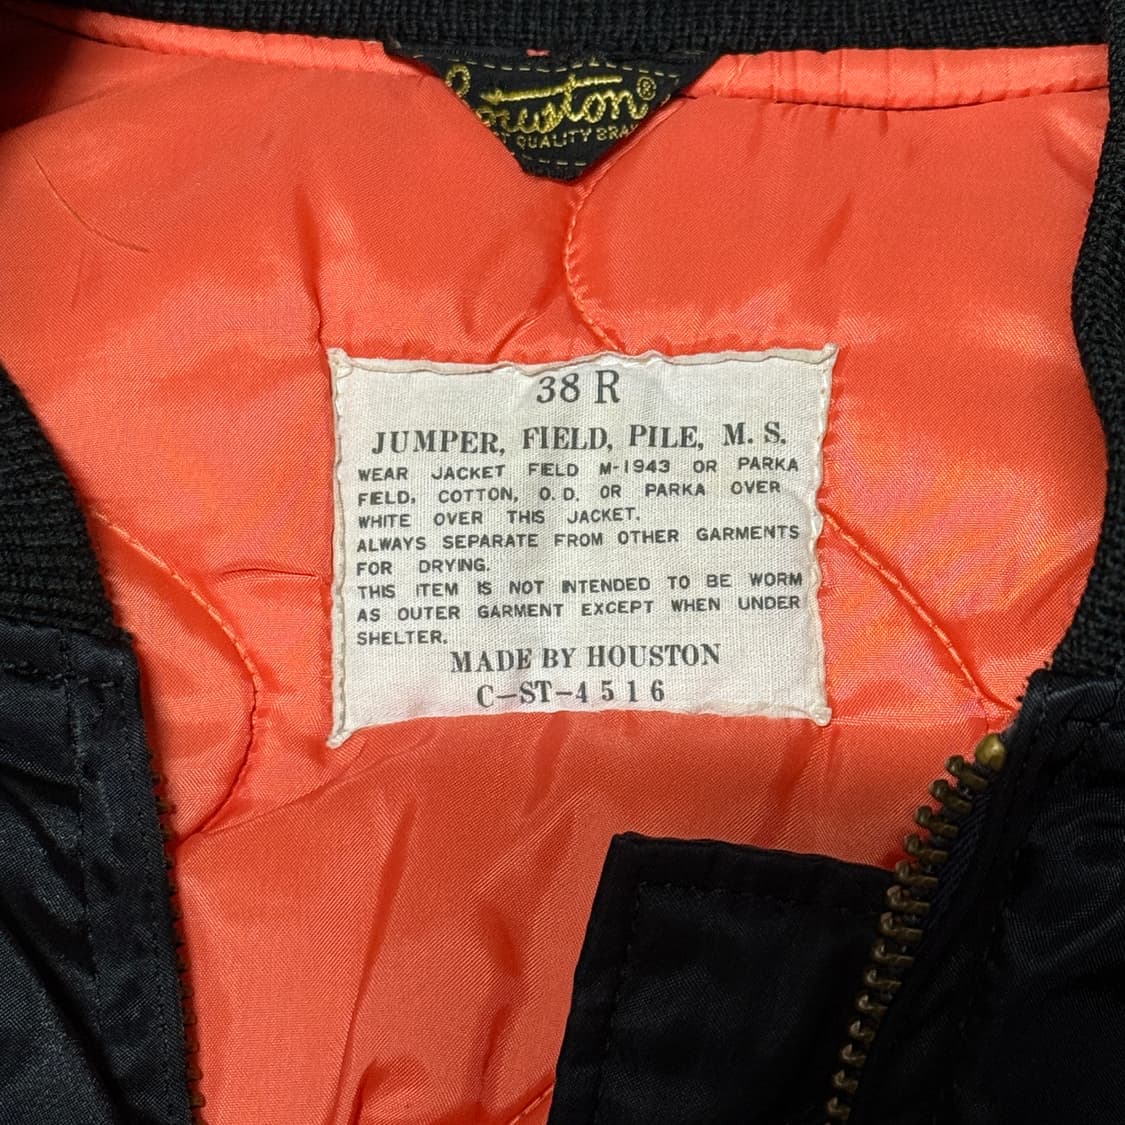 Houston®
QUALITY
38 R
JUMPER, FIELD, PILE, M. S.
WEAR JACKET FIELD M-1943 OR PARKA
FIELD, COTTON, O. D. OR PARKA OVER
WHITE OVER THIS JACKET.
ALWAYS SEPARATE FROM OTHER GARMENTS
FOR DRYING.
THIS ITEM IS NOT INTENDED TO BE WORM
AS OUTER GARMENT EXCEPT WHEN UNDER
SHELTER.
MADE BY HOUSTON
C-ST-4516